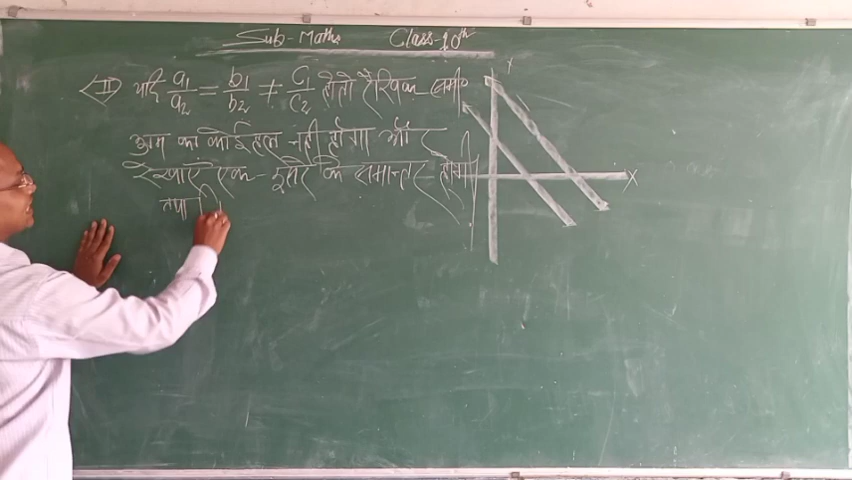 Sub-Maths Class-10th
(II) यदि a1/a2 = b1/b2 ≠ C1/C2 हो तो रैखिक समी०
युग्म का कोई हल नहीं होगा और
रेखाएं एक-दूसरे के समान्तर होंगी
तथा
Y
X